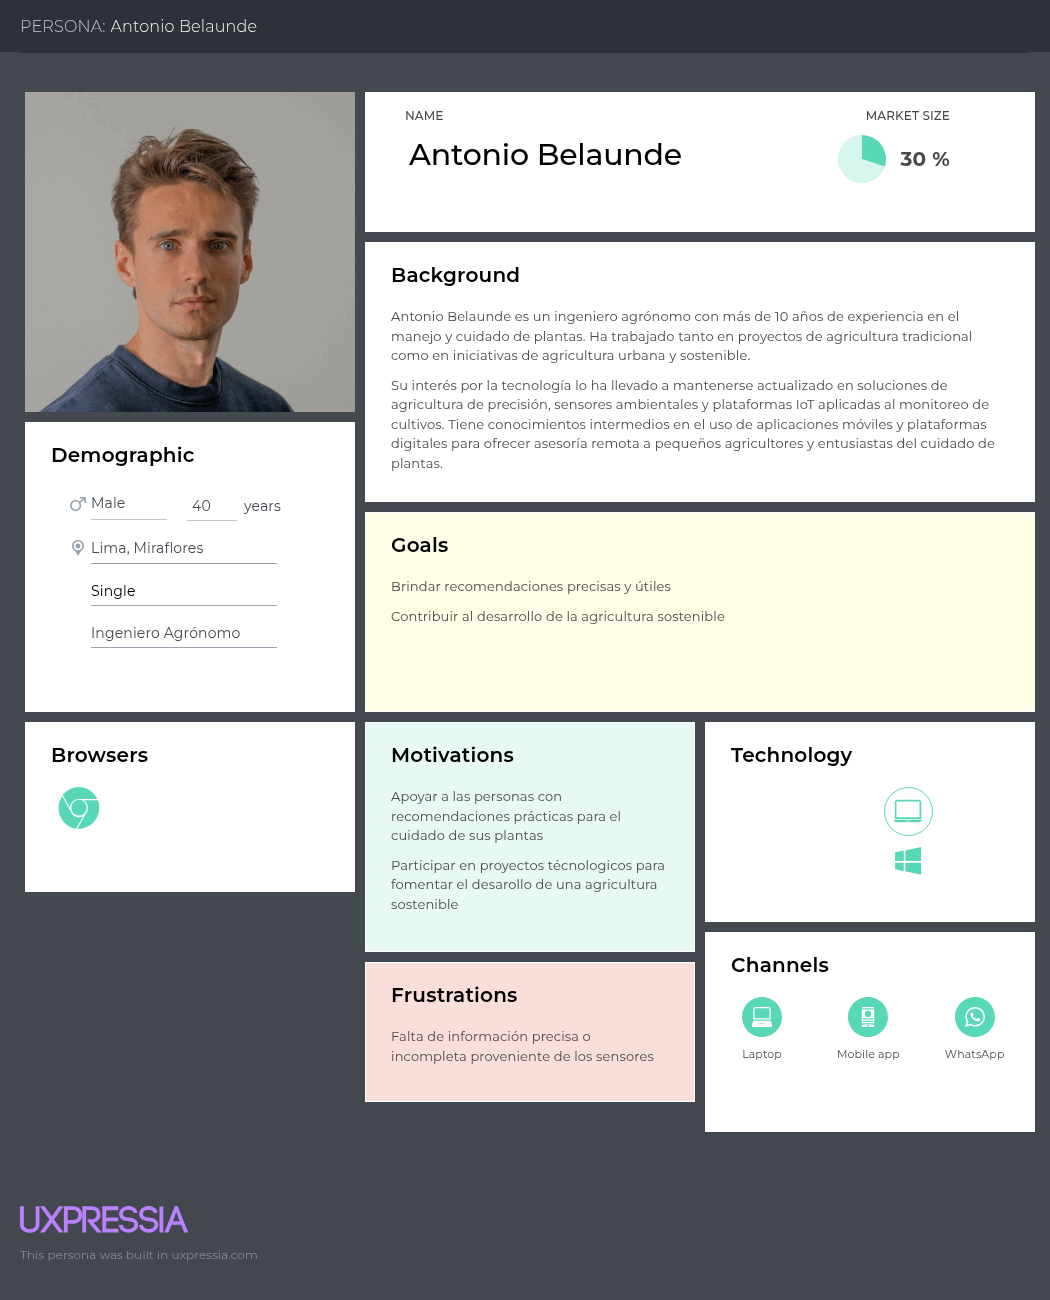 PERSONA: Antonio Belaunde
NAME
Antonio Belaunde
MARKET SIZE
30 %
Background
Antonio Belaunde es un ingeniero agrónomo con más de 10 años de experiencia en el
manejo y cuidado de plantas. Ha trabajado tanto en proyectos de agricultura tradicional
como en iniciativas de agricultura urbana y sostenible.
Su interés por la tecnología lo ha llevado a mantenerse actualizado en soluciones de
agricultura de precisión, sensores ambientales y plataformas IoT aplicadas al monitoreo de
cultivos. Tiene conocimientos intermedios en el uso de aplicaciones móviles y plataformas
digitales para ofrecer asesoría remota a pequeños agricultores y entusiastas del cuidado de
plantas.
Demographic
Male
40 years
Lima, Miraflores
Single
Ingeniero Agrónomo
Goals
Brindar recomendaciones precisas y útiles
Contribuir al desarrollo de la agricultura sostenible
Browsers
Motivations
Apoyar a las personas con
recomendaciones prácticas para el
cuidado de sus plantas
Participar en proyectos técnologicos para
fomentar el desarollo de una agricultura
sostenible
Technology
Frustrations
Falta de información precisa o
incompleta proveniente de los sensores
Channels
Laptop
Mobile app
WhatsApp
UXPRESSIA
This persona was built in uxpressia.com